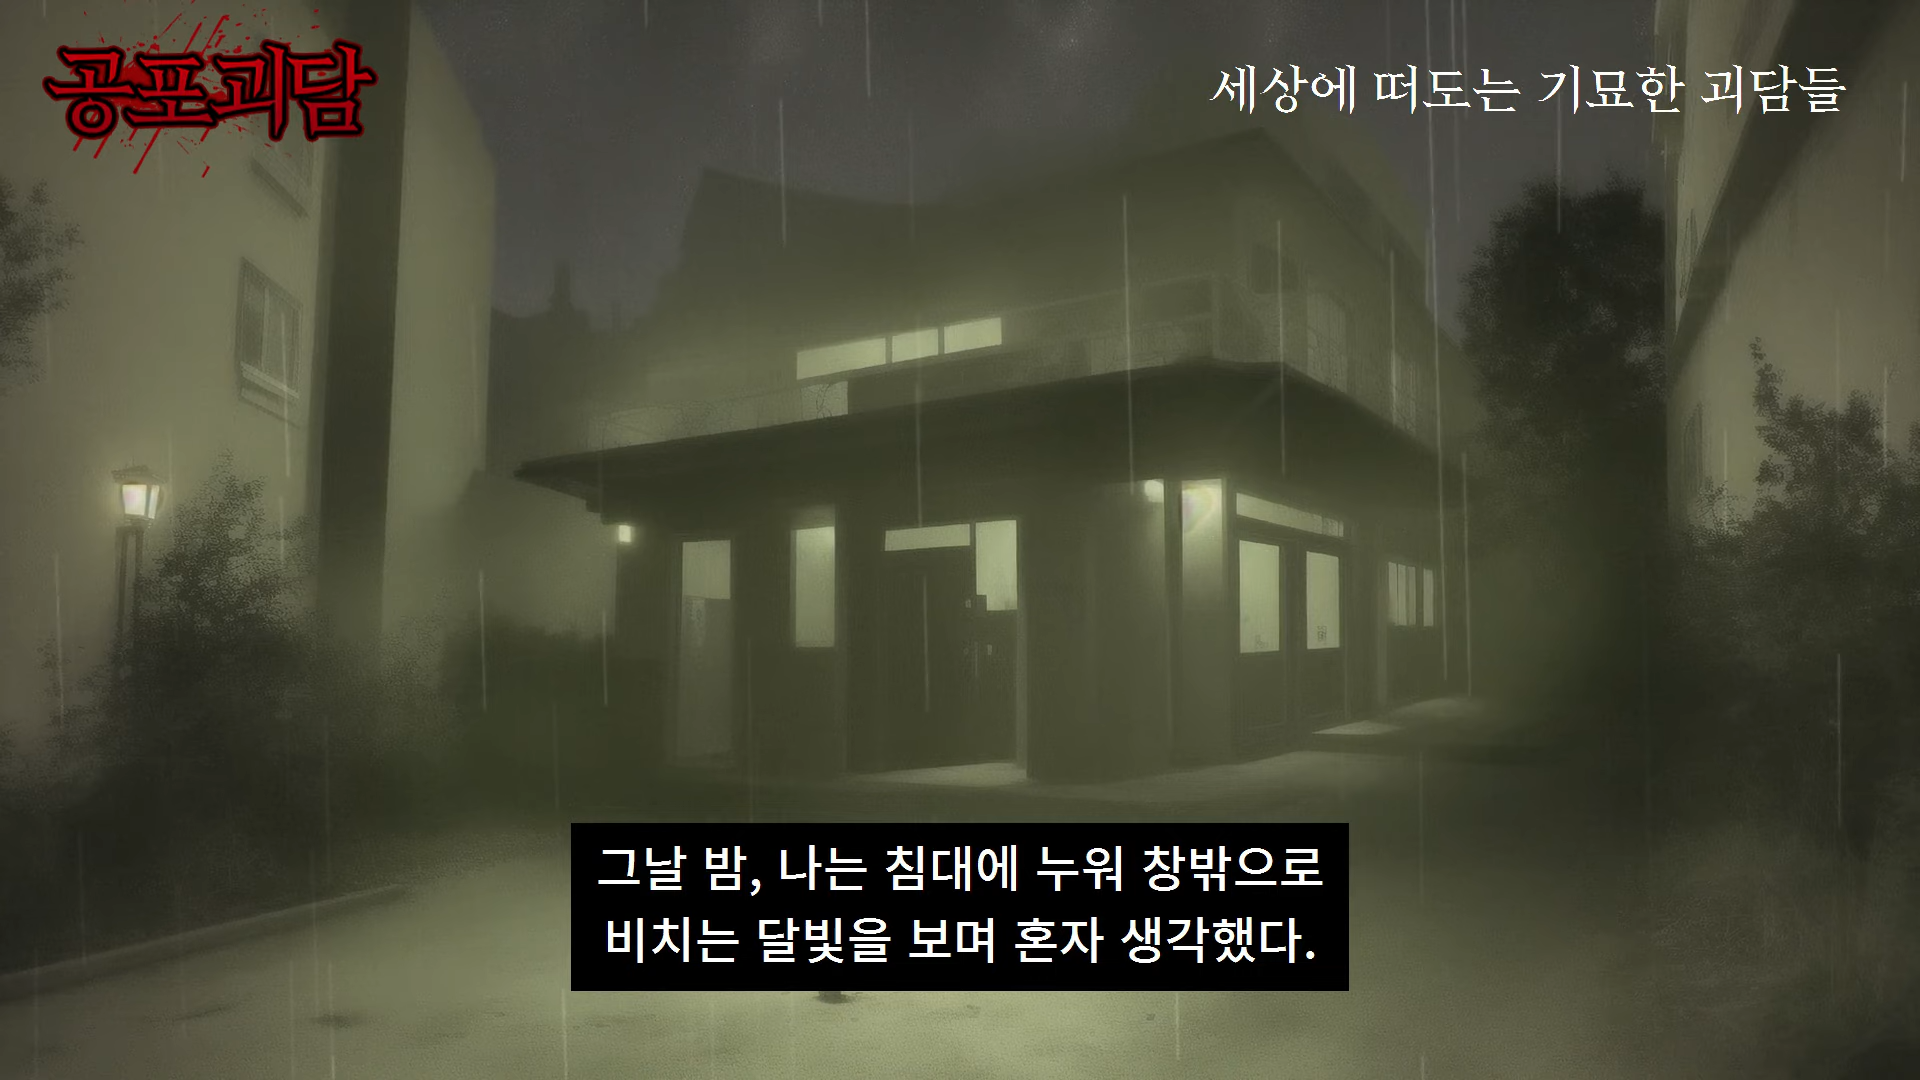 공포괴담
세상에 떠도는 기묘한 괴담들
그날 밤, 나는 침대에 누워 창밖으로
비치는 달빛을 보며 혼자 생각했다.